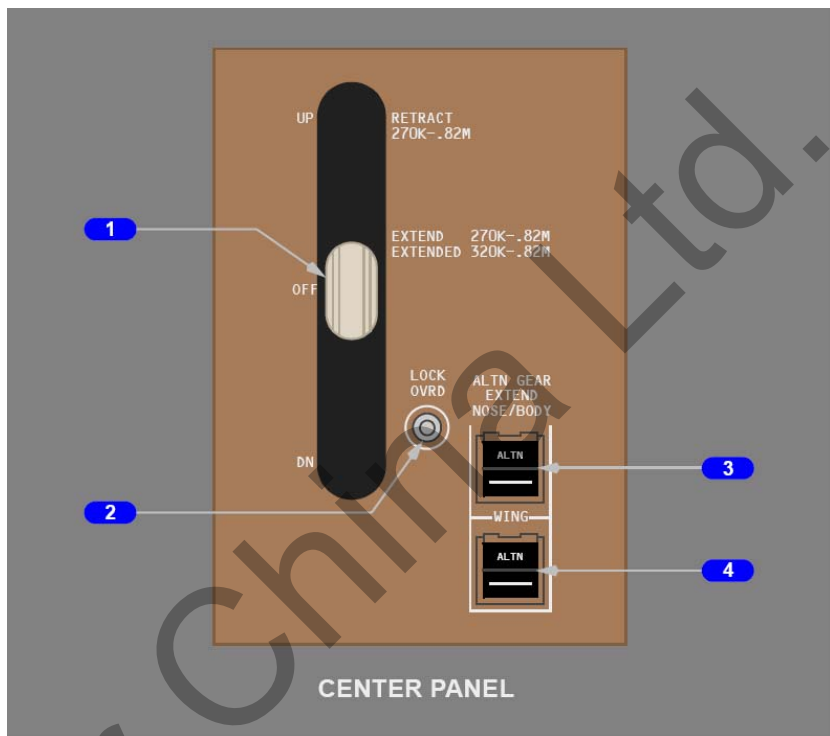 UP
RETRACT
270K-.82M
1
EXTEND 270K-.82M
EXTENDED 320K-.82M
OFF
LOCK
OVRD
ALTN GEAR
EXTEND
NOSE/BODY
DN
ALTN
3
2
WING
ALTN
4
CENTER PANEL
China Ltd.